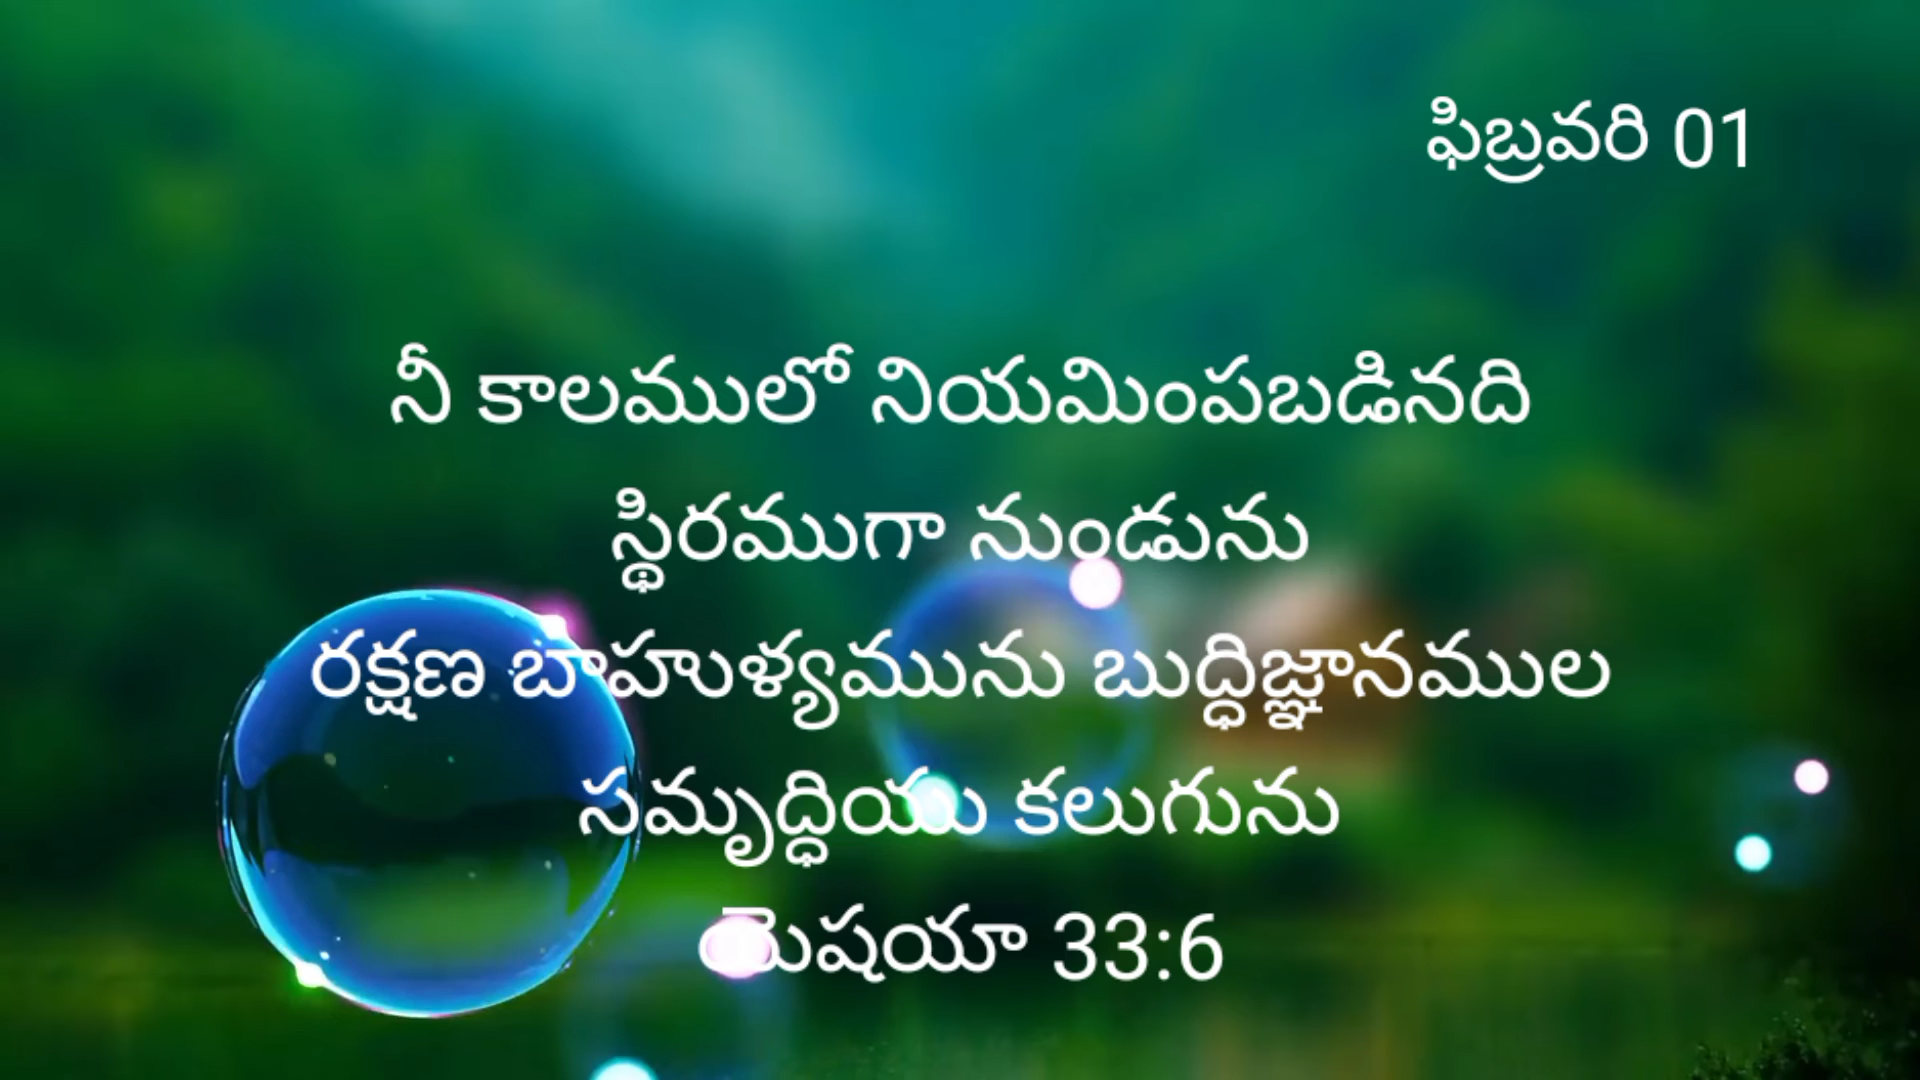 ఫిబ్రవరి 01
నీ కాలములో నియమింపబడినది
స్థిరముగా నుండును
రక్షణ బాహుళ్యమును బుద్ధిజ్ఞానముల
సమృద్ధియు కలుగును
యెషయా 33:6